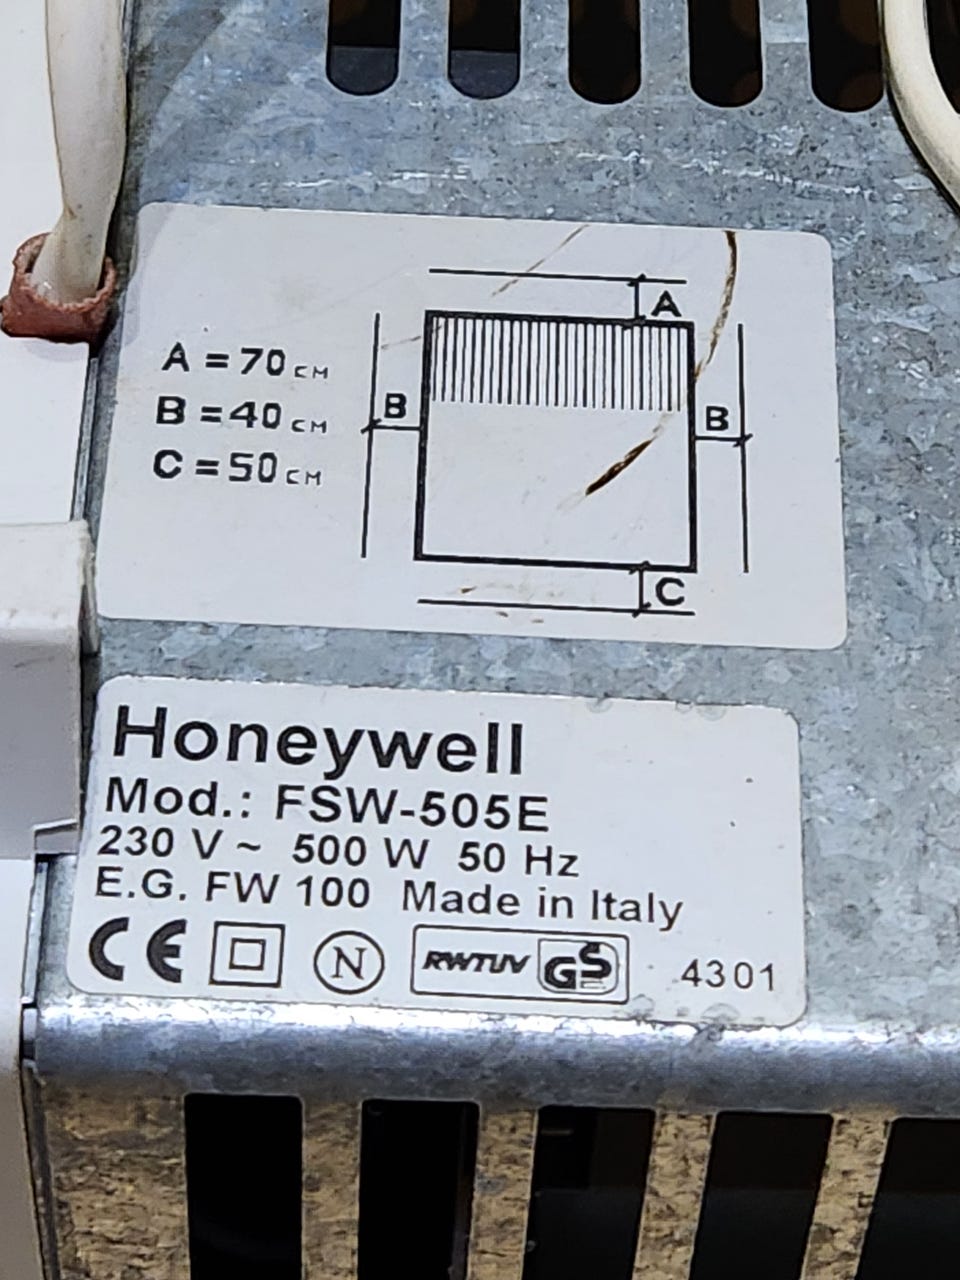 A = 70 CM
B = 40 CM
C = 50 CM
A
B
B
C
Honeywell
Mod.: FSW-505E
230 V ~ 500 W 50 Hz
E.G. FW 100 Made in Italy
CE N RWTUV GS 4301